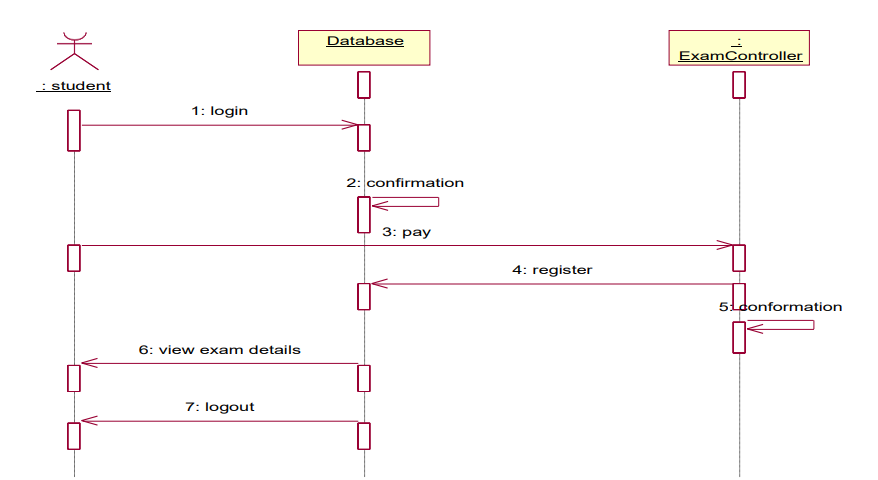 Database
:
ExamController
: student
1: login
2: confirmation
3: pay
4: register
5: conformation
6: view exam details
7: logout